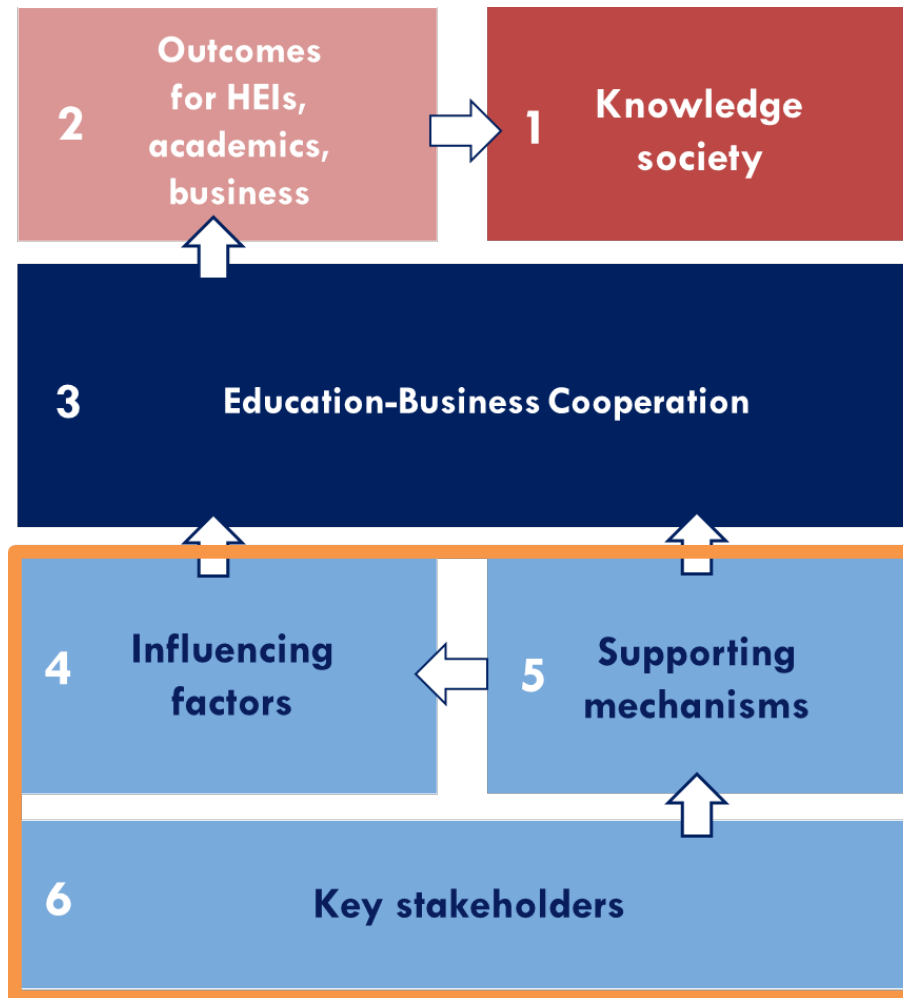 2
Outcomes
for HEIs,
academics,
business
1
Knowledge
society
3
Education-Business Cooperation
4
Influencing
factors
5
Supporting
mechanisms
6
Key stakeholders